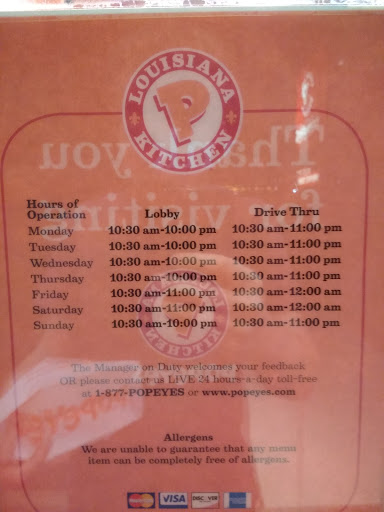 LOUISIANA
P
KITCHEN
Thank you
for visiting
Hours of
Operation Lobby Drive Thru
Monday 10:30 am-10:00 pm 10:30 am-11:00 pm
Tuesday 10:30 am-10:00 pm 10:30 am-11:00 pm
Wednesday 10:30 am-10:00 pm 10:30 am-11:00 pm
Thursday 10:30 am-10:00 pm 10:30 am-11:00 pm
Friday 10:30 am-11:00 pm 10:30 am-12:00 am
Saturday 10:30 am-11:00 pm 10:30 am-12:00 am
Sunday 10:30 am-10:00 pm 10:30 am-11:00 pm
KITCHEN
The Manager on Duty welcomes your feedback
OR please contact us LIVE 24 hours-a-day toll-free
at 1-877-POPEYES or www.popeyes.com
Allergens
We are unable to guarantee that any menu
item can be completely free of allergens.
MasterCard VISA DISCOVER